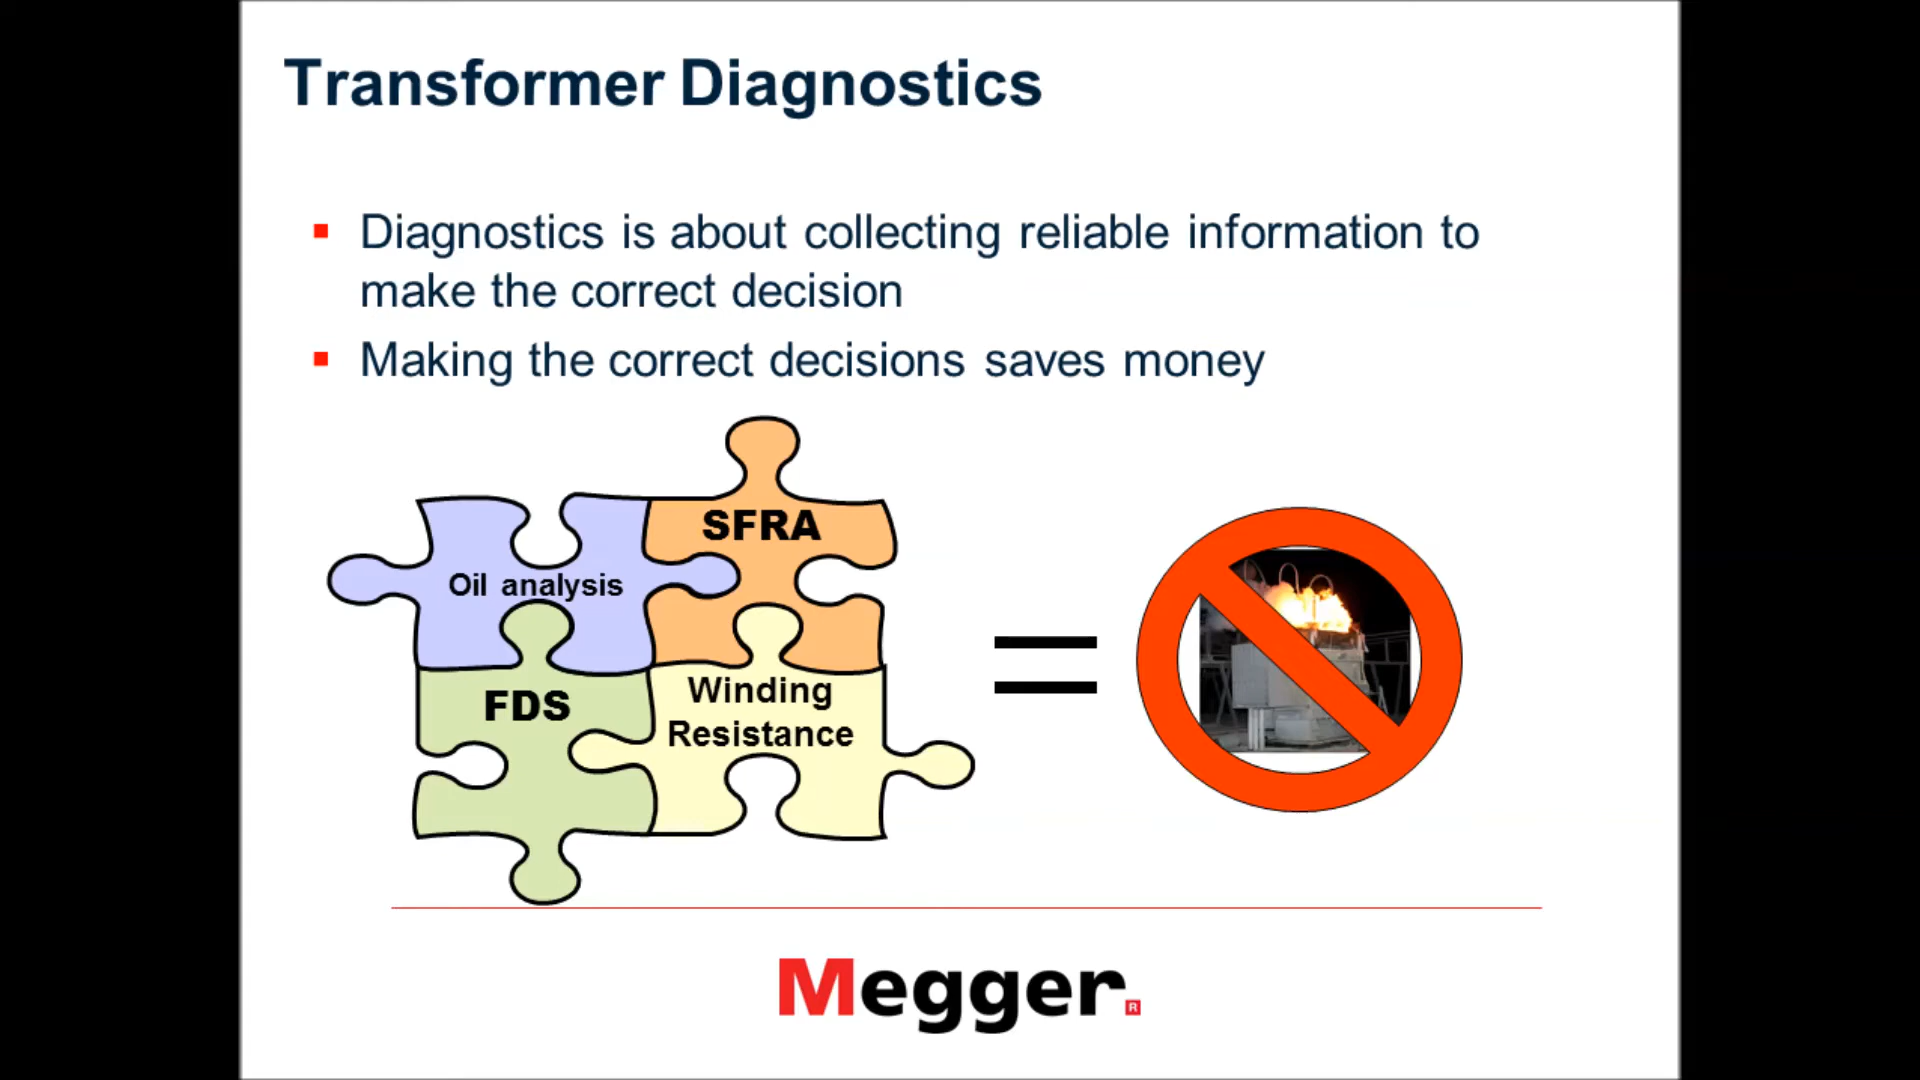 Transformer Diagnostics
Diagnostics is about collecting reliable information to
make the correct decision
Making the correct decisions saves money
SFRA
Oil analysis
FDS
Winding
Resistance
=
Megger.
R